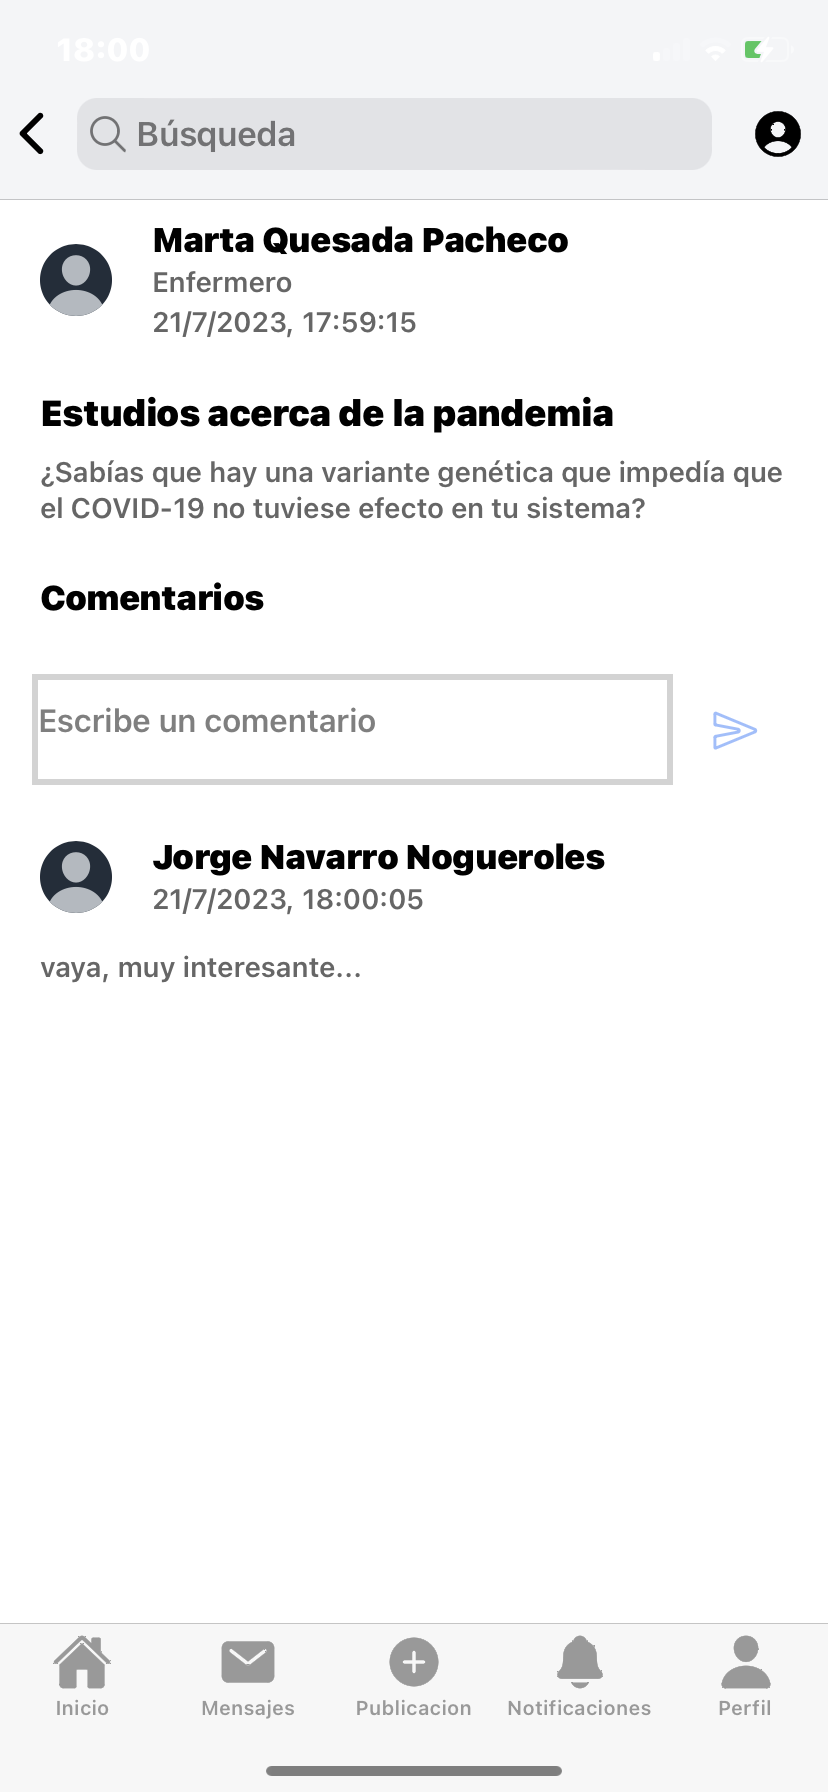 18:00
Búsqueda
Marta Quesada Pacheco
Enfermero
21/7/2023, 17:59:15
Estudios acerca de la pandemia
¿Sabías que hay una variante genética que impedía que
el COVID-19 no tuviese efecto en tu sistema?
Comentarios
Escribe un comentario
Jorge Navarro Nogueroles
21/7/2023, 18:00:05
vaya, muy interesante...
Inicio
Mensajes
Publicacion
Notificaciones
Perfil